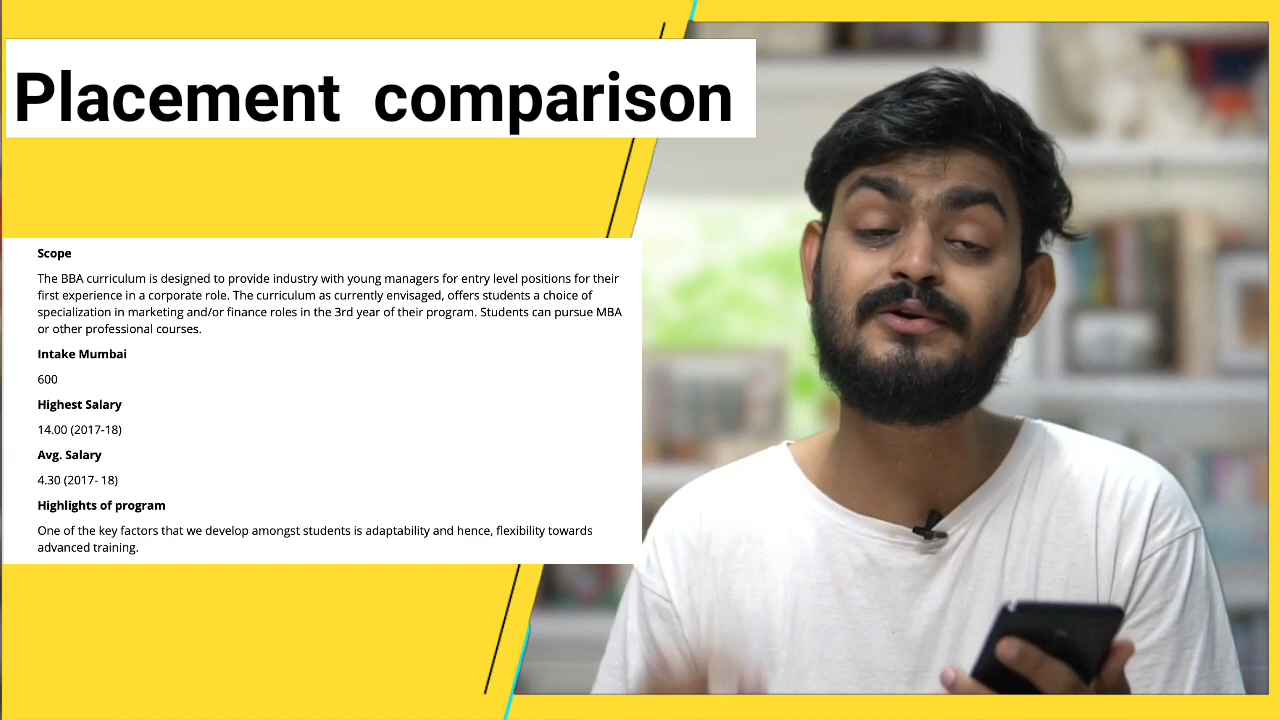 Placement comparison
Scope
The BBA curriculum is designed to provide industry with young managers for entry level positions for their
first experience in a corporate role. The curriculum as currently envisaged, offers students a choice of
specialization in marketing and/or finance roles in the 3rd year of their program. Students can pursue MBA
or other professional courses.
Intake Mumbai
600
Highest Salary
14.00 (2017-18)
Avg. Salary
4.30 (2017- 18)
Highlights of program
One of the key factors that we develop amongst students is adaptability and hence, flexibility towards
advanced training.